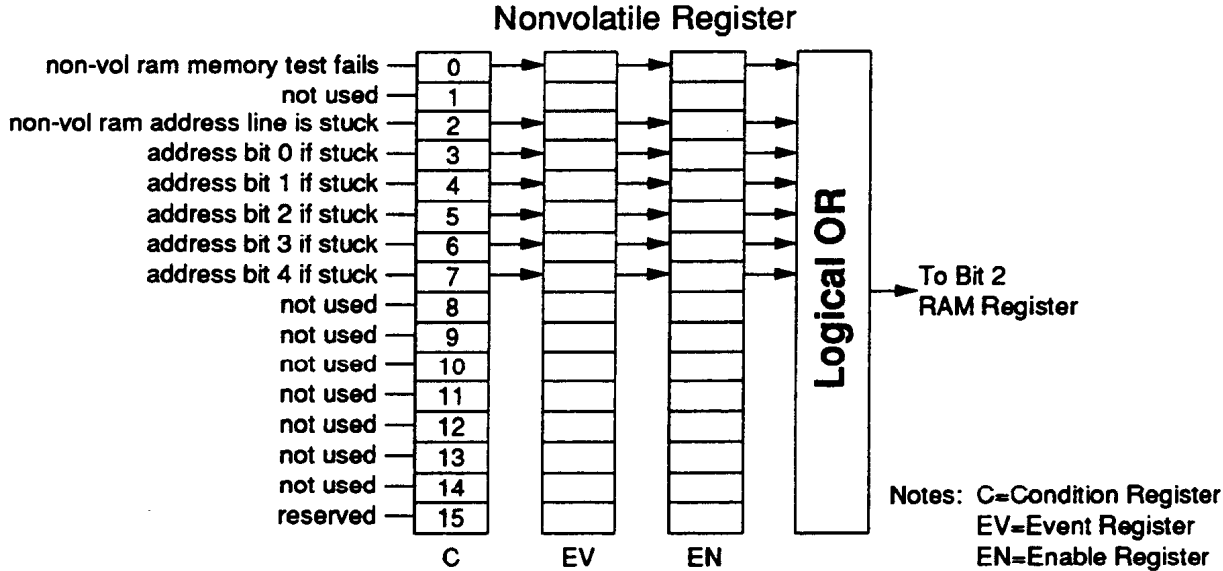 Nonvolatile Register
non-vol ram memory test fails 0
not used 1
non-vol ram address line is stuck 2
address bit 0 if stuck 3
address bit 1 if stuck 4
address bit 2 if stuck 5
address bit 3 if stuck 6
address bit 4 if stuck 7
not used 8
not used 9
not used 10
not used 11
not used 12
not used 13
not used 14
reserved 15
C EV EN
Logical OR
To Bit 2
RAM Register
Notes: C=Condition Register
EV=Event Register
EN=Enable Register